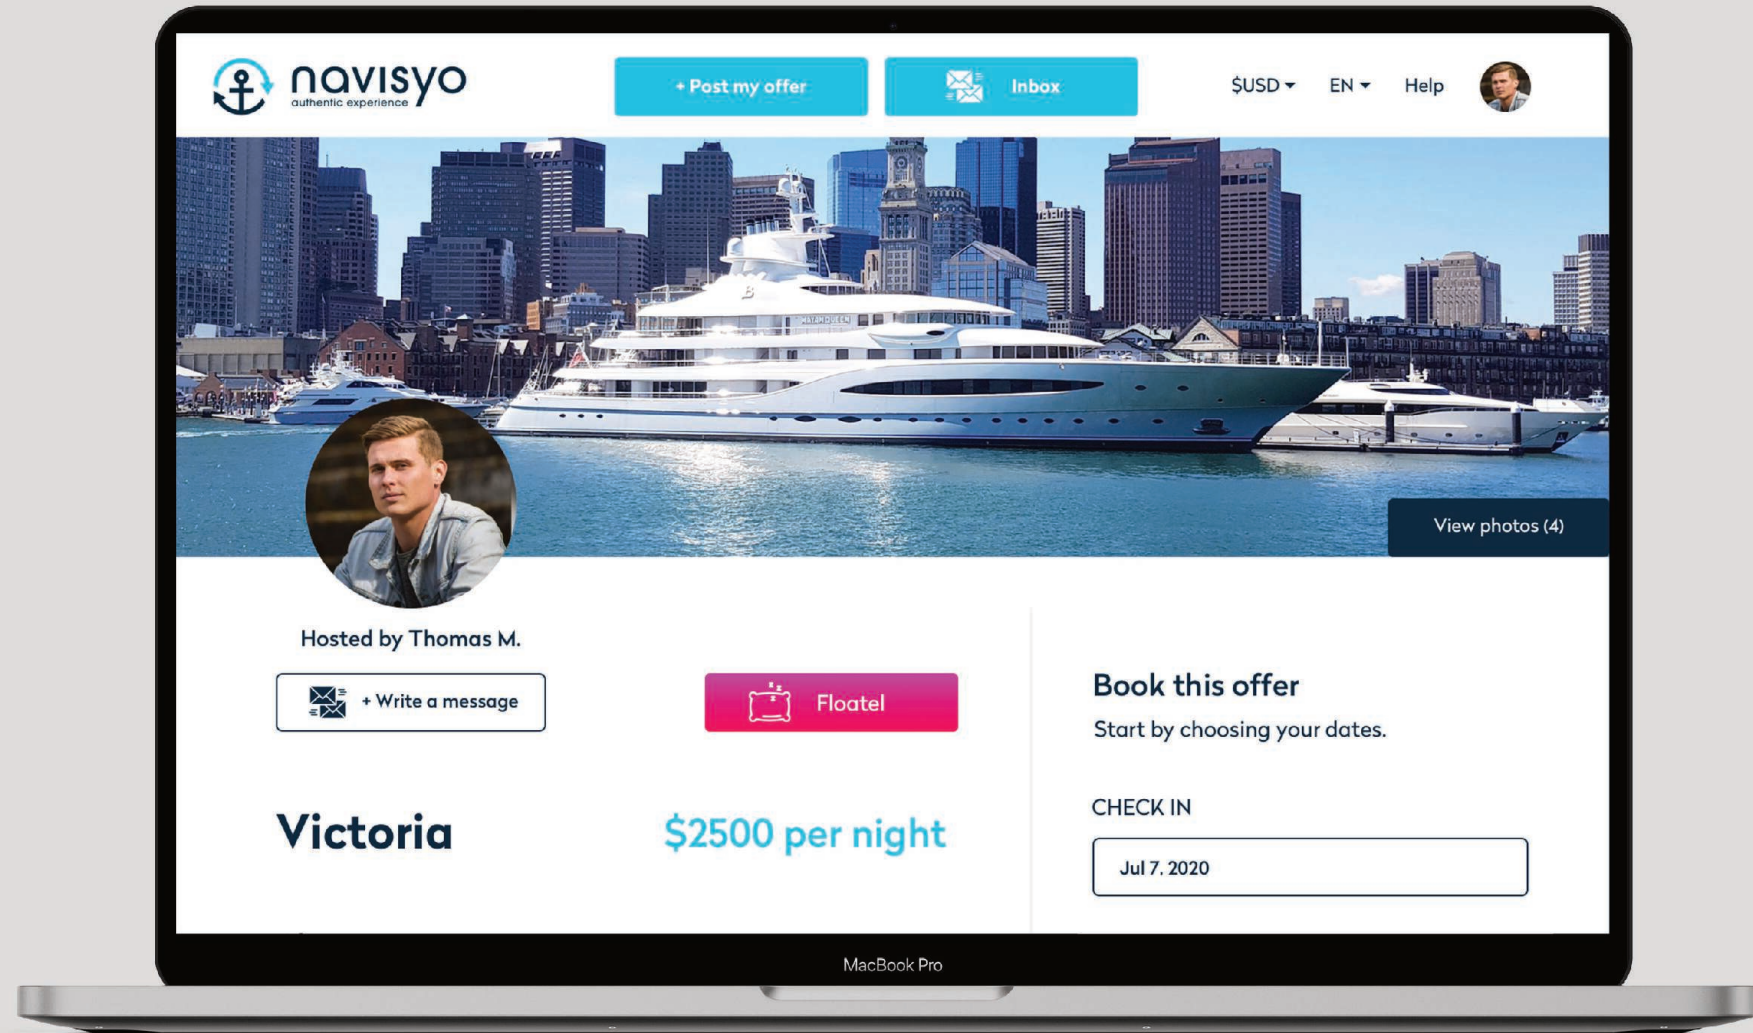 navisyo
authentic experience
+ Post my offer
Inbox
$USD
EN
Help
B
View photos (4)
Hosted by Thomas M.
+ Write a message
Floatel
Victoria
$2500 per night
Book this offer
Start by choosing your dates.
CHECK IN
Jul 7. 2020
MacBook Pro